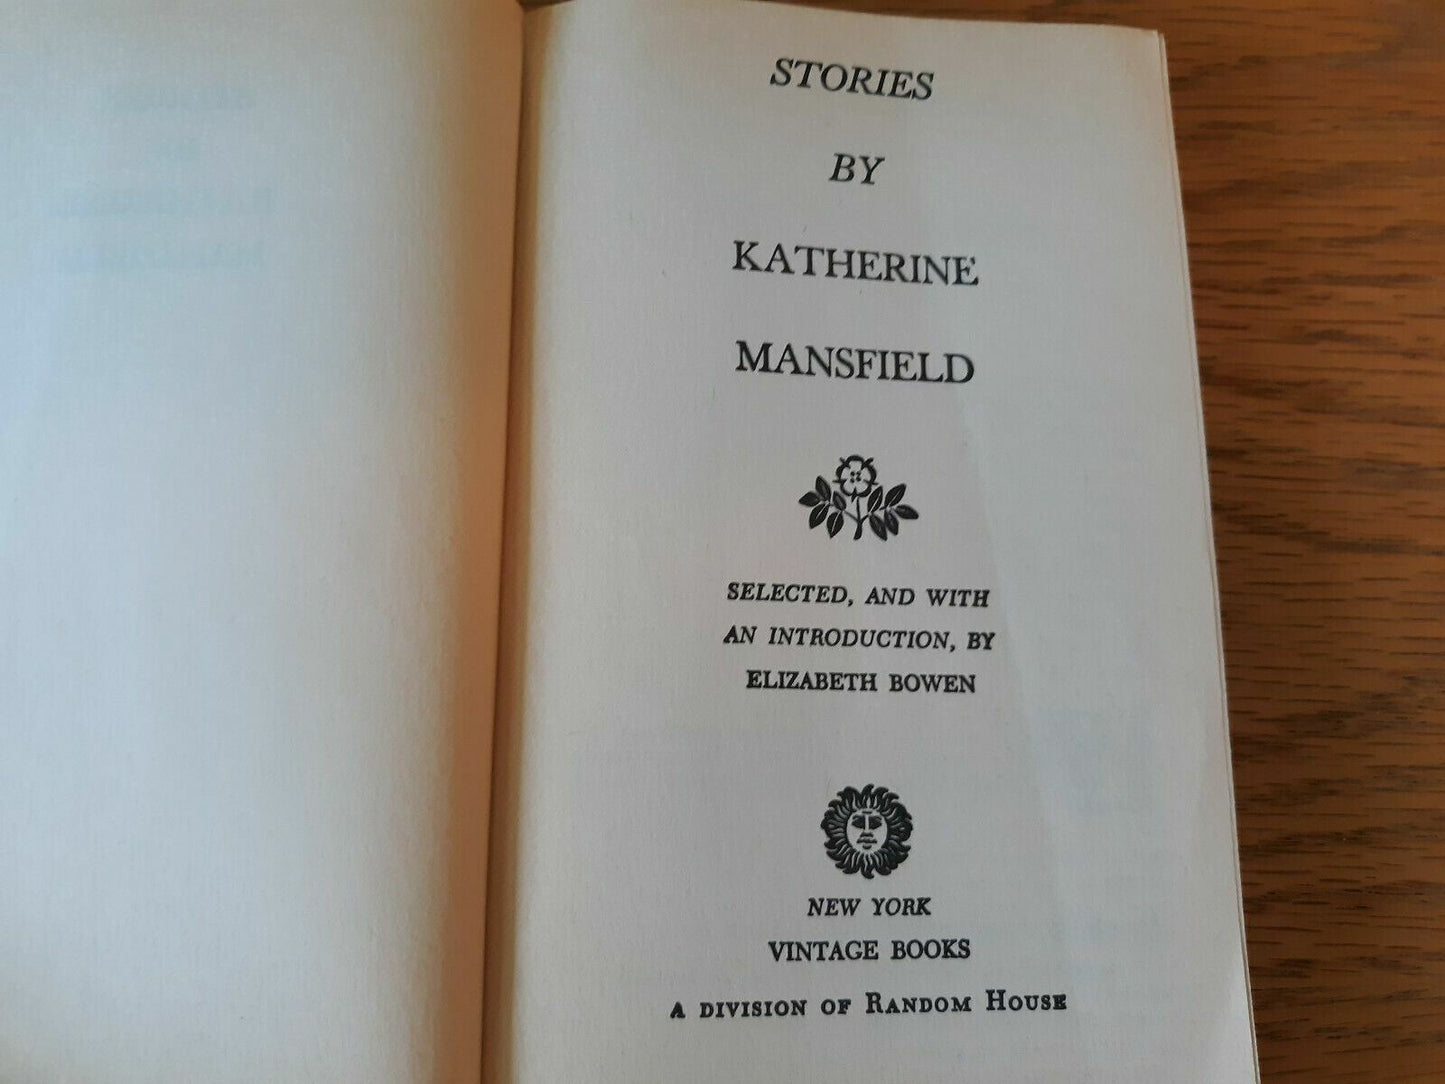 STORIES
BY
KATHERINE
MANSFIELD
SELECTED, AND WITH
AN INTRODUCTION, BY
ELIZABETH BOWEN
NEW YORK
VINTAGE BOOKS
A DIVISION OF RANDOM HOUSE